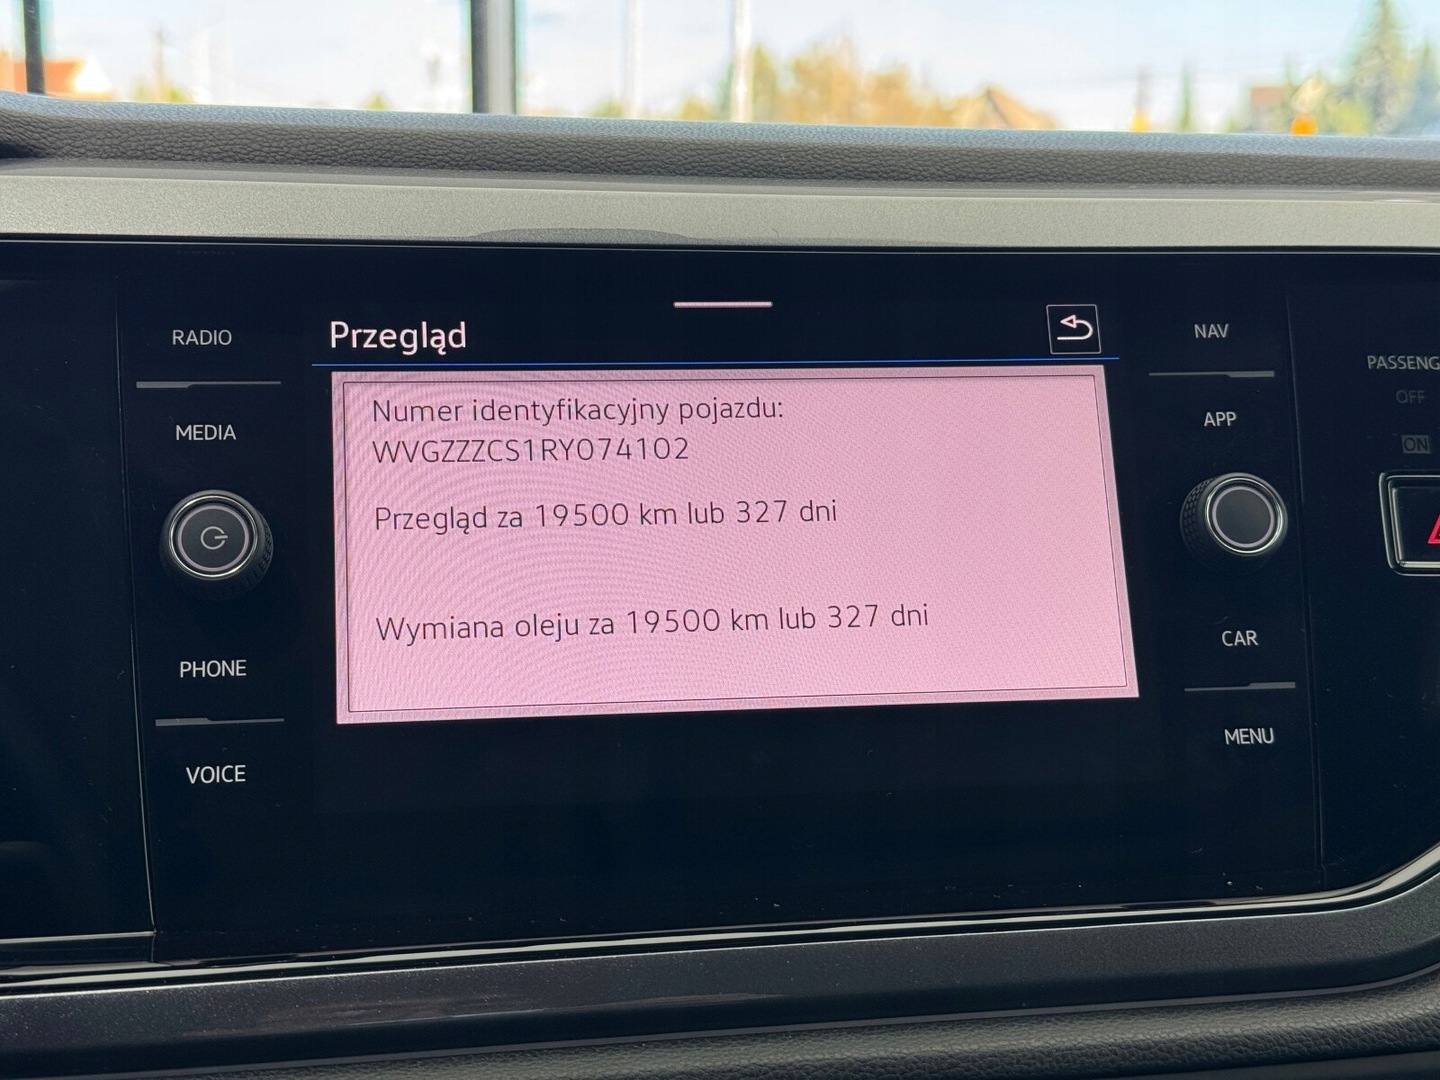 RADIO
MEDIA
PHONE
VOICE
Przegląd
Numer identyfikacyjny pojazdu:
WVGZZZCS1RY074102
Przegląd za 19500 km lub 327 dni
Wymiana oleju za 19500 km lub 327 dni
NAV
APP
CAR
MENU
PASSENG
OFF
ON